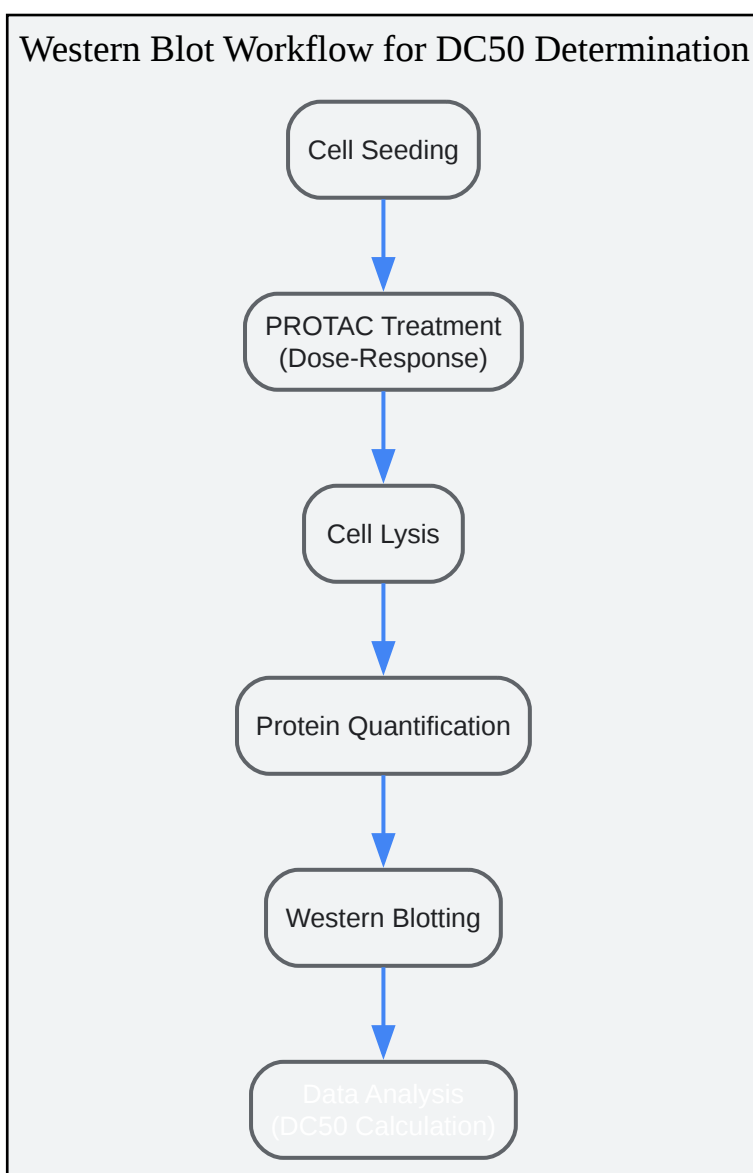 Western Blot Workflow for DC50 Determination
Cell Seeding
PROTAC Treatment
(Dose-Response)
Cell Lysis
Protein Quantification
Western Blotting
Data Analysis
(DC50 Calculation)